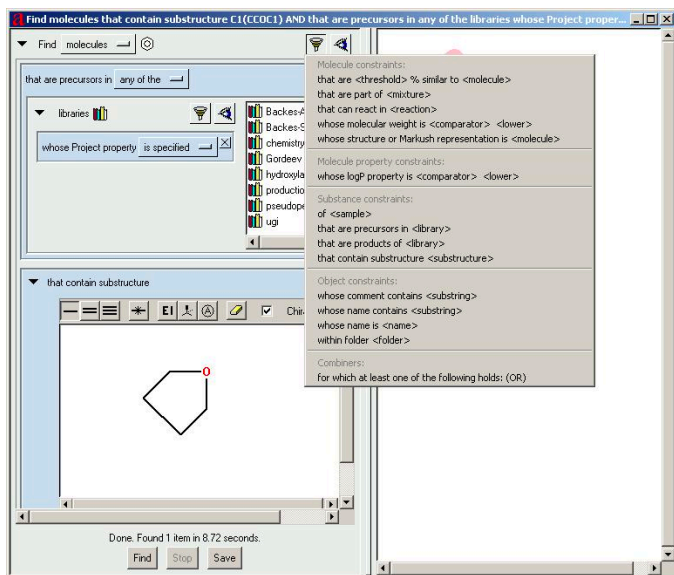 Find molecules that contain substructure C1(CCOC1) AND that are precursors in any of the libraries whose Project proper...
Find molecules
that are precursors in any of the
libraries
whose Project property is specified
Backes-
Backes-
chemistry
Gordeev
hydroxyla
productio
pseudope
ugi
that contain substructure
El
A
Chir
O
Done. Found 1 item in 8.72 seconds.
Find Stop Save
Molecule constraints:
that are <threshold> % similar to <molecule>
that are part of <mixture>
that can react in <reaction>
whose molecular weight is <comparator> <lower>
whose structure or Markush representation is <molecule>
Molecule property constraints:
whose logP property is <comparator> <lower>
Substance constraints:
of <sample>
that are precursors in <library>
that are products of <library>
that contain substructure <substructure>
Object constraints:
whose comment contains <substring>
whose name contains <substring>
whose name is <name>
within folder <folder>
Combiners:
for which at least one of the following holds: (OR)